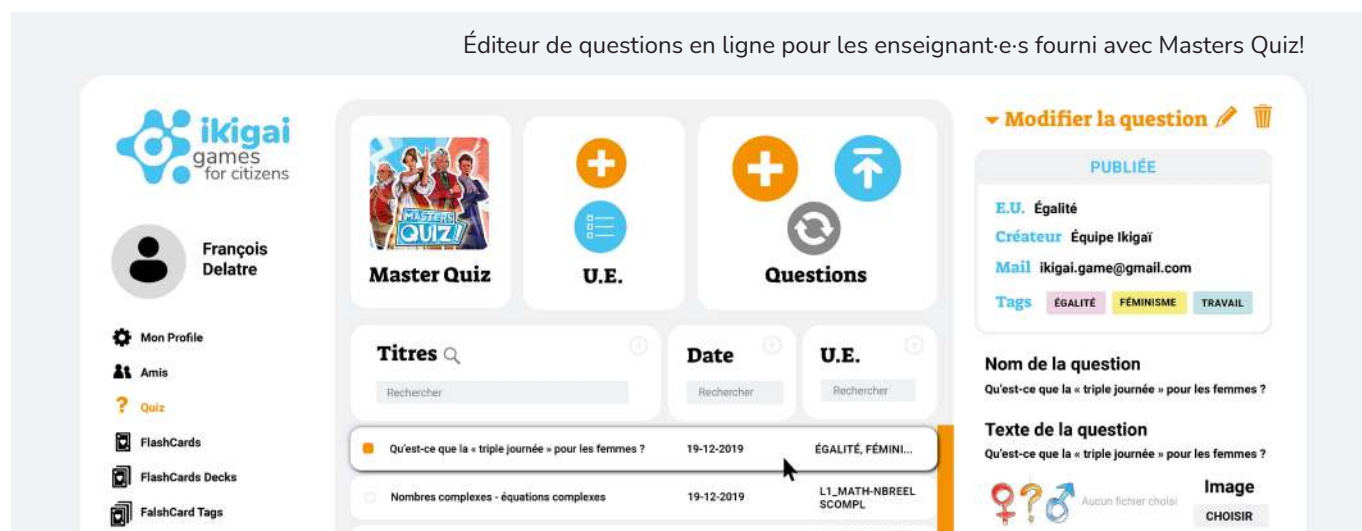 Éditeur de questions en ligne pour les enseignant·e·s fourni avec Masters Quiz!
ikigai
games
for citizens
François
Delatre
Mon Profile
Amis
Quiz
FlashCards
FlashCards Decks
FalshCard Tags
MASTERS
QUIZ!
Master Quiz
U.E.
Questions
Titres
Rechercher
Date
Rechercher
U.E.
Rechercher
Qu'est-ce que la « triple journée » pour les femmes ? 19-12-2019 ÉGALITÉ, FÉMINI...
Nombres complexes - équations complexes 19-12-2019 L1_MATH-NBREEL
SCOMPL
Modifier la question
PUBLIÉE
E.U. Égalité
Créateur Équipe Ikigaï
Mail ikigai.game@gmail.com
Tags ÉGALITÉ FÉMINISME TRAVAIL
Nom de la question
Qu'est-ce que la « triple journée » pour les femmes ?
Texte de la question
Qu'est-ce que la « triple journée » pour les femmes ?
Aucun fichier choisi
Image
CHOISIR